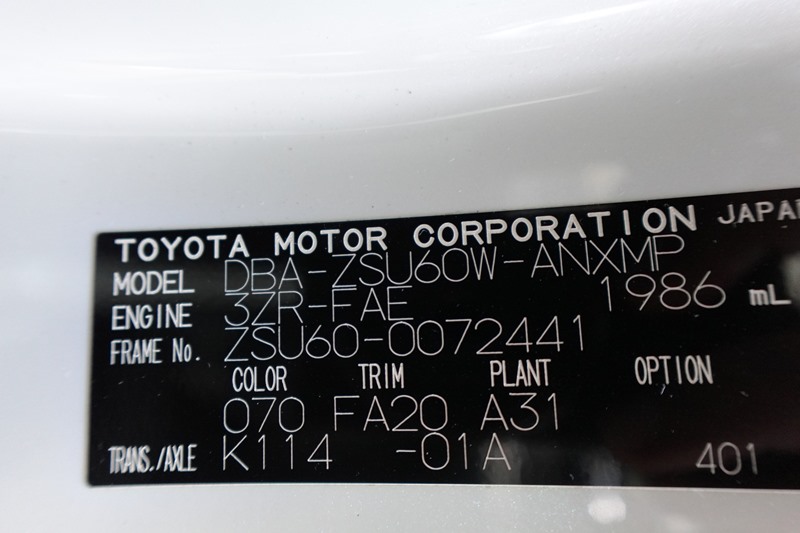 TOYOTA MOTOR CORPORATION JAPAN
MODEL DBA-ZSU60W-ANXMP
ENGINE 3ZR-FAE 1986 mL
FRAME No. ZSU60-0072441
COLOR TRIM PLANT OPTION
070 FA20 A31
TRANS./AXLE K114 -01A 401